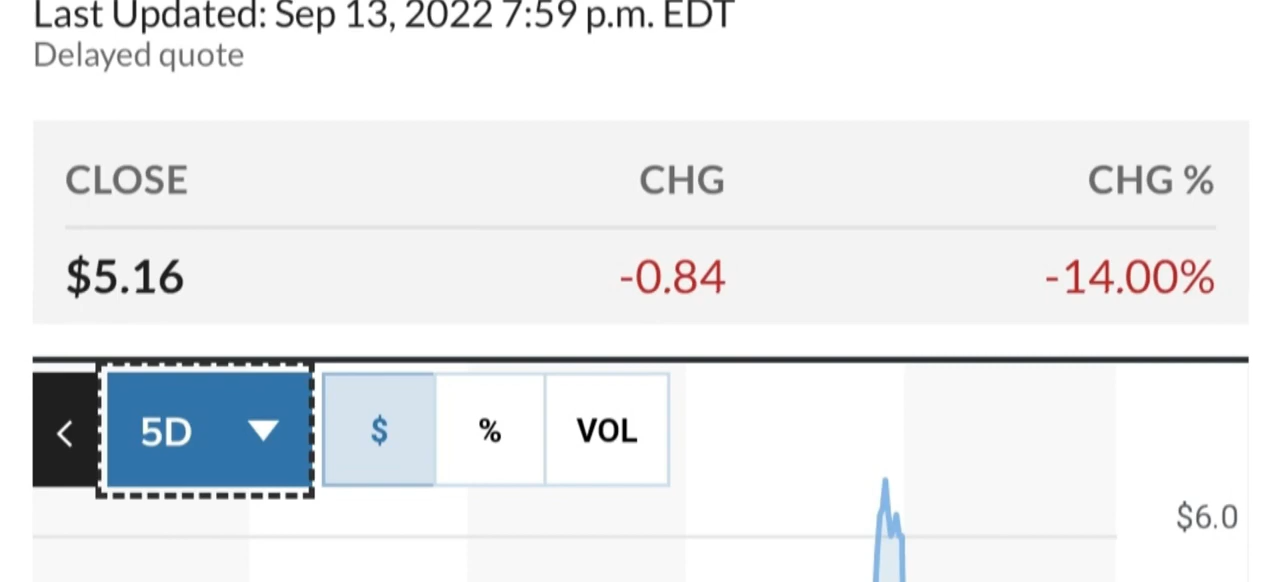 Last Updated: Sep 13, 2022 7:59 p.m. EDT
Delayed quote
CLOSE CHG CHG %
$5.16 -0.84 -14.00%
5D $ % VOL
$6.0